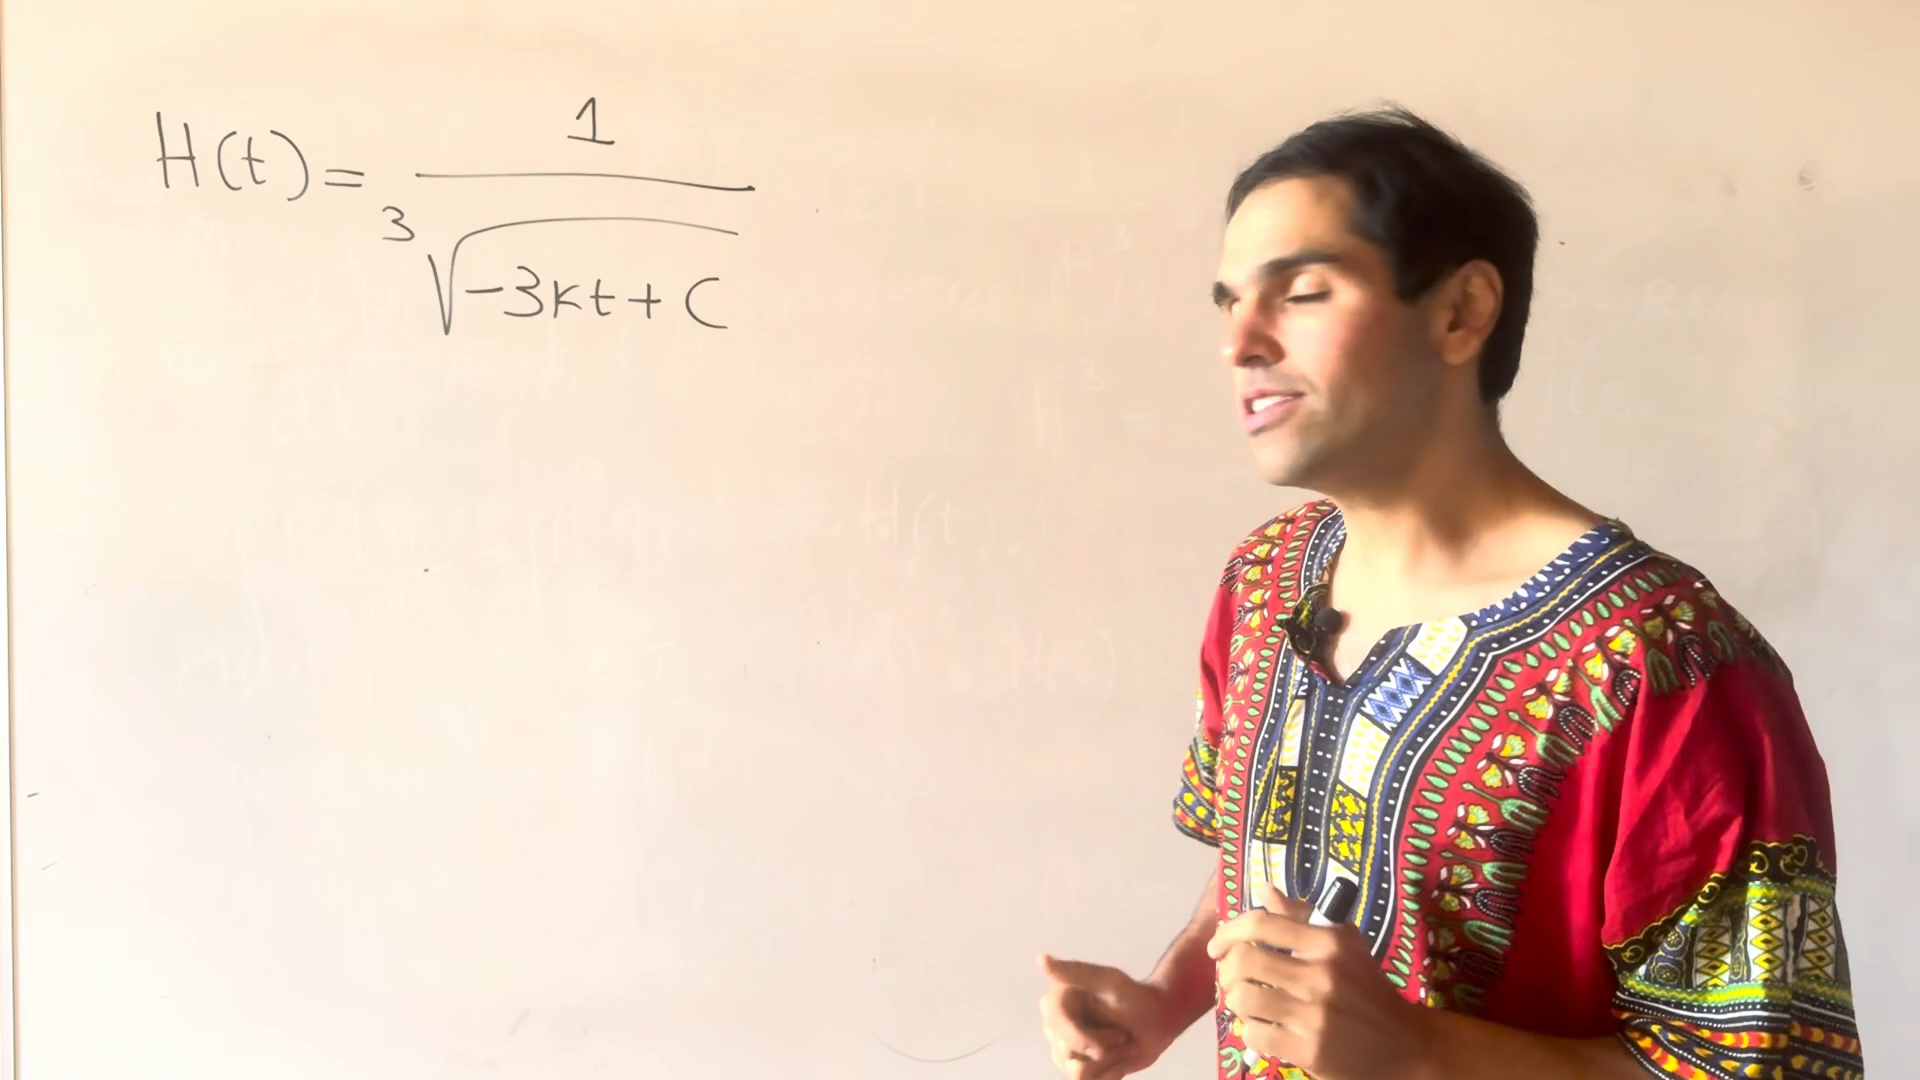 H(t) = 1 / ∛(-3kt + C)